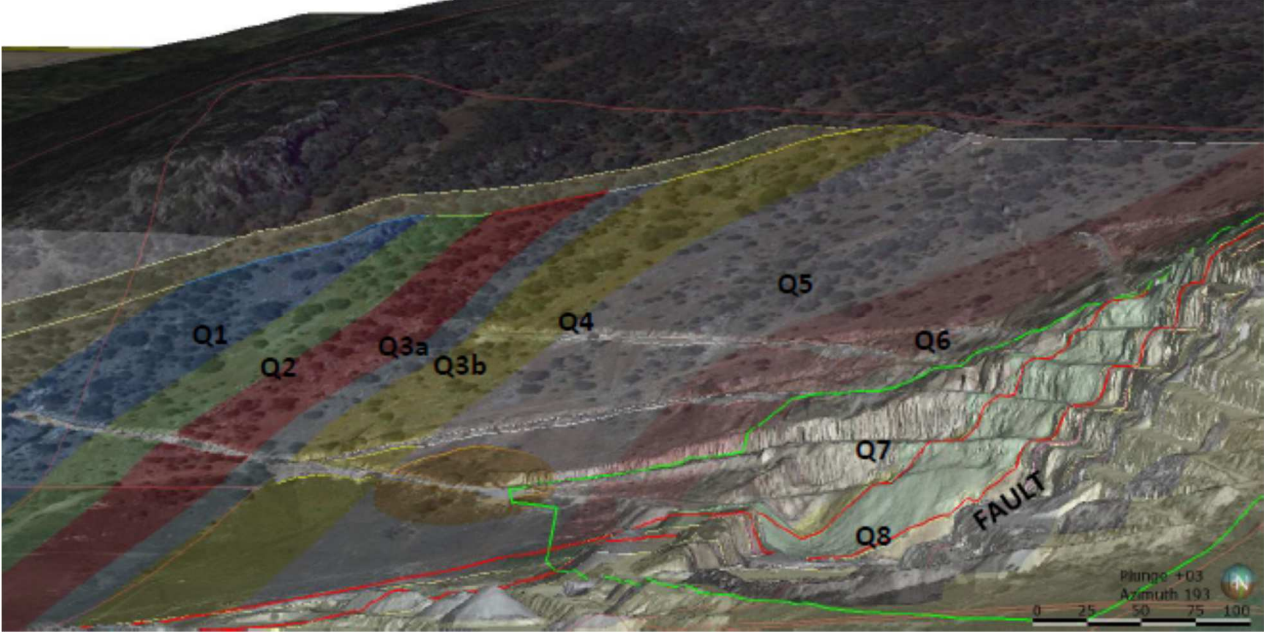 Q5
Q4
Q1
Q3a
Q6
Q2
Q3b
Q7
FAULT
Q8
Plunge +03
Azimuth 193
N
0 25 50 75 100